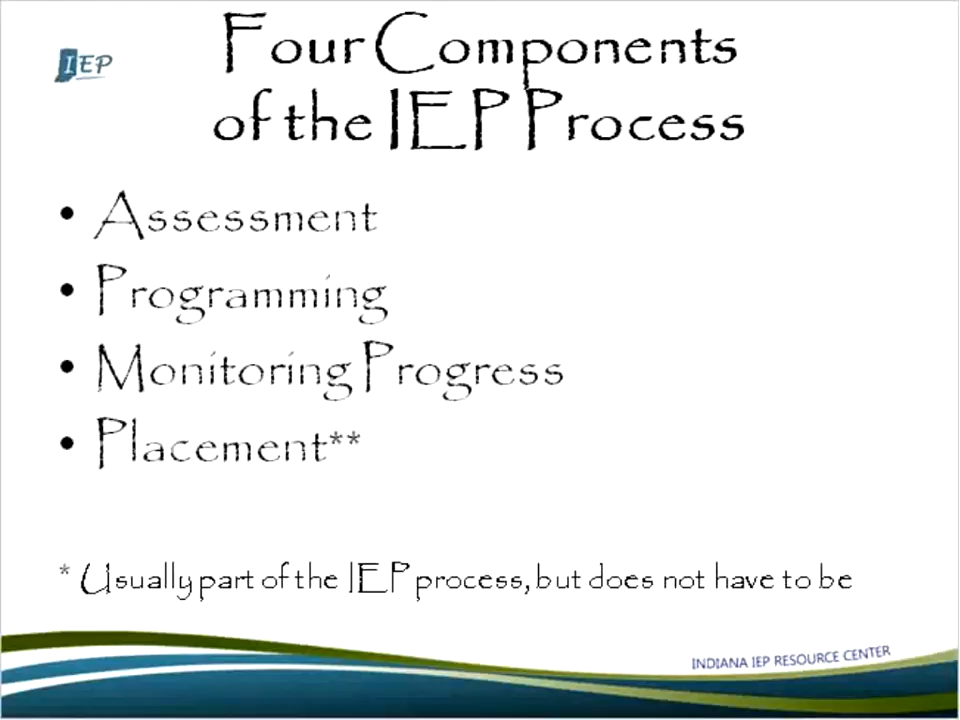 IEP
Four Components
of the IEP Process
• Assessment
• Programming
• Monitoring Progress
• Placement**
* Usually part of the IEP process, but does not have to be
INDIANA IEP RESOURCE CENTER